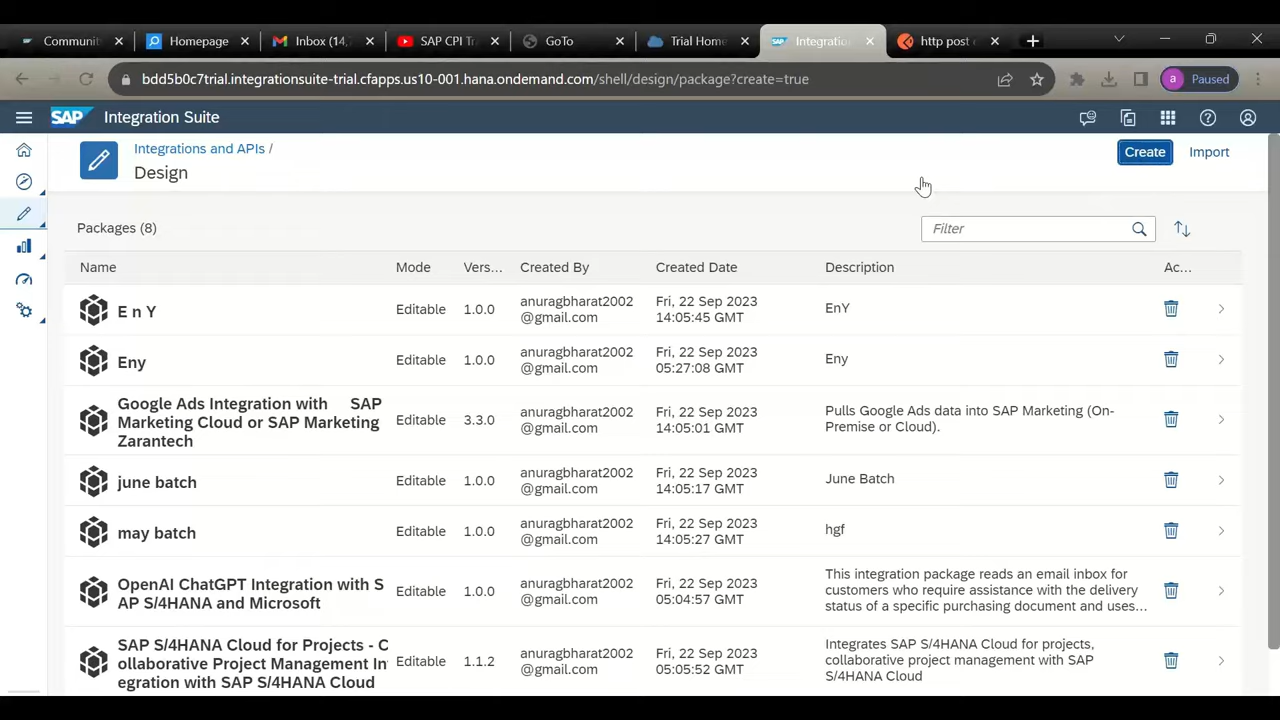 Communit
Homepage
Inbox (14,
SAP CPI Tr
GoTo
Trial Home
Integratio
http post
bdd5b0c7trial.integrationsuite-trial.cfapps.us10-001.hana.ondemand.com/shell/design/package?create=true
a Paused
SAP Integration Suite
Integrations and APIs /
Design
Create
Import
Packages (8)
Filter
Name Mode Vers... Created By Created Date Description Ac...
E n Y Editable 1.0.0 anuragbharat2002 @gmail.com Fri, 22 Sep 2023 14:05:45 GMT EnY
Eny Editable 1.0.0 anuragbharat2002 @gmail.com Fri, 22 Sep 2023 05:27:08 GMT Eny
Google Ads Integration with SAP
Marketing Cloud or SAP Marketing
Zarantech
Editable 3.3.0
anuragbharat2002
@gmail.com
Fri, 22 Sep 2023
14:05:01 GMT
Pulls Google Ads data into SAP Marketing (On-
Premise or Cloud).
june batch Editable 1.0.0 anuragbharat2002 @gmail.com Fri, 22 Sep 2023 14:05:17 GMT June Batch
may batch Editable 1.0.0 anuragbharat2002 @gmail.com Fri, 22 Sep 2023 14:05:27 GMT hgf
OpenAI ChatGPT Integration with S
AP S/4HANA and Microsoft
Editable 1.0.0
anuragbharat2002
@gmail.com
Fri, 22 Sep 2023
05:04:57 GMT
This integration package reads an email inbox for
customers who require assistance with the delivery
status of a specific purchasing document and uses...
SAP S/4HANA Cloud for Projects - C
ollaborative Project Management In
egration with SAP S/4HANA Cloud
Editable 1.1.2
anuragbharat2002
@gmail.com
Fri, 22 Sep 2023
05:05:52 GMT
Integrates SAP S/4HANA Cloud for projects,
collaborative project management with SAP
S/4HANA Cloud